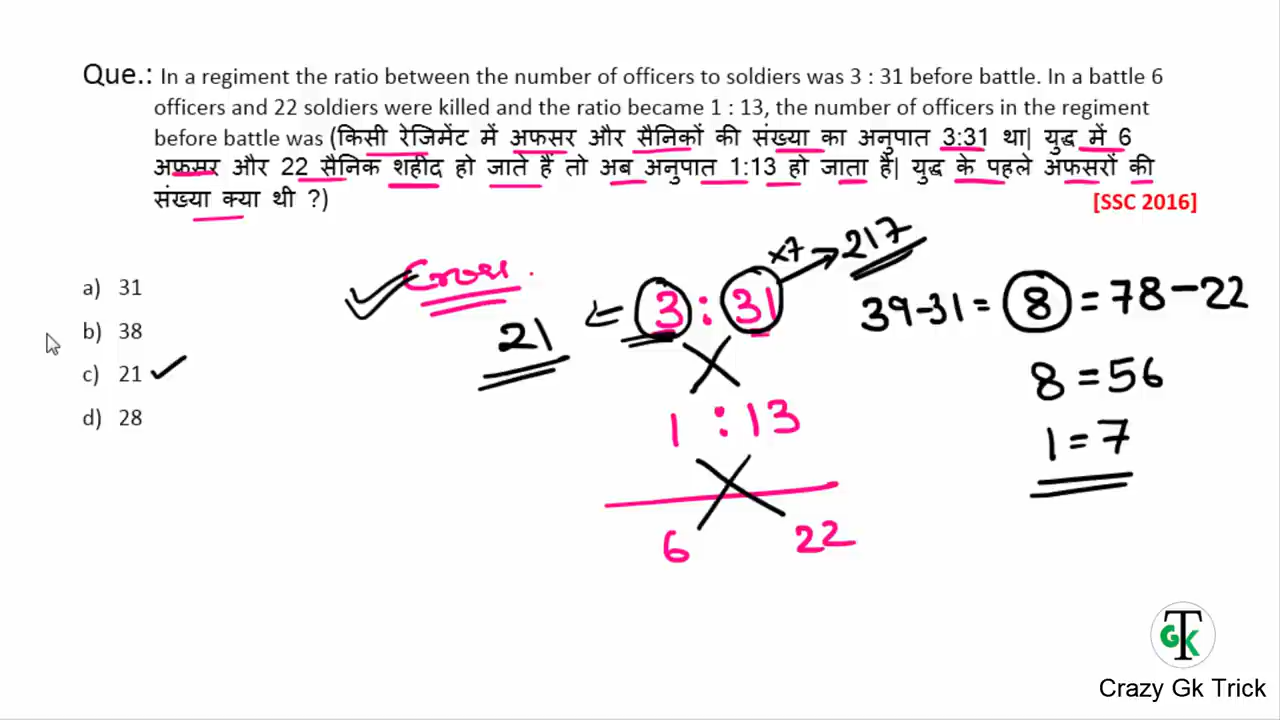 Que.: In a regiment the ratio between the number of officers to soldiers was 3 : 31 before battle. In a battle 6
officers and 22 soldiers were killed and the ratio became 1 : 13, the number of officers in the regiment
before battle was (किसी रेजिमेंट में अफसर और सैनिकों की संख्या का अनुपात 3:31 था| युद्ध में 6
अफसर और 22 सैनिक शहीद हो जाते हैं तो अब अनुपात 1:13 हो जाता है| युद्ध के पहले अफसरों की
संख्या क्या थी ?)
[SSC 2016]
a) 31
b) 38
c) 21
d) 28
Cross
21
3 : 31
×7
217
1 : 13
6 22
39-31 = 8 = 78-22
8 = 56
1 = 7
GTK
Crazy Gk Trick